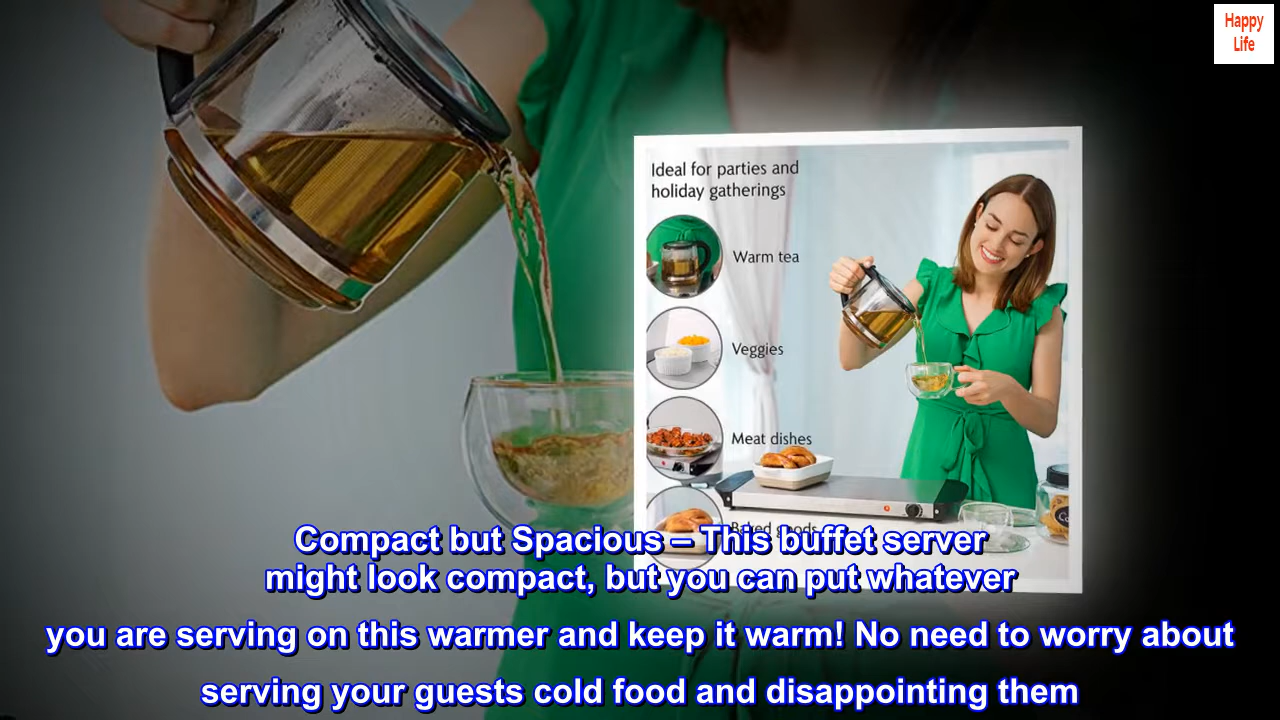 Happy
Life
Ideal for parties and
holiday gatherings
Warm tea
Veggies
Meat dishes
Baked goods
Compact but Spacious – This buffet server
might look compact, but you can put whatever
you are serving on this warmer and keep it warm! No need to worry about
serving your guests cold food and disappointing them